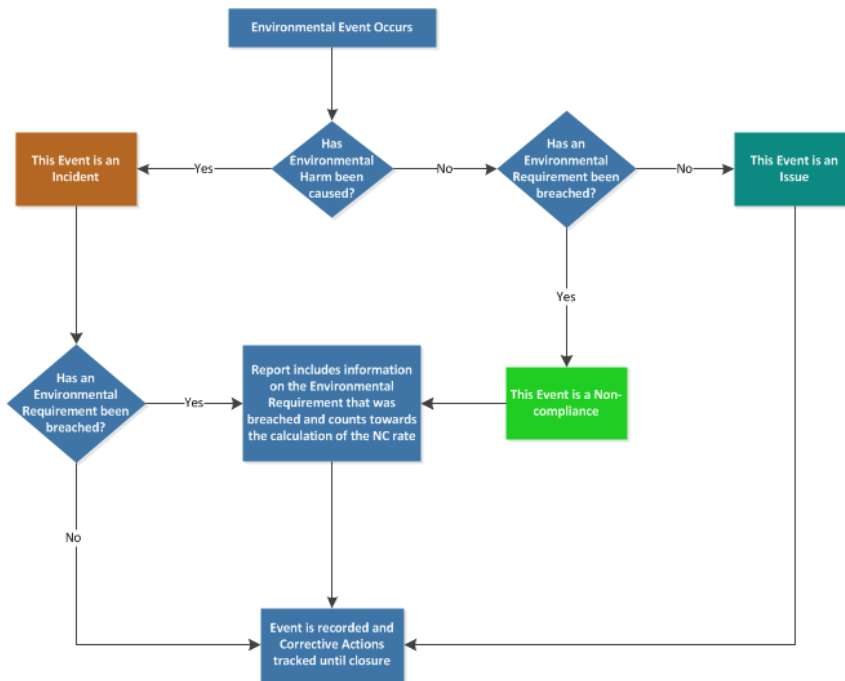 Environmental Event Occurs
Has
Environmental
Harm been
caused?
Yes
No
This Event is an
Incident
Has an
Environmental
Requirement been
breached?
No
This Event is an
Issue
Yes
Has an
Environmental
Requirement been
breached?
Yes
Report includes information
on the Environmental
Requirement that was
breached and counts towards
the calculation of the NC rate
This Event is a Non-
compliance
No
Event is recorded and
Corrective Actions
tracked until closure